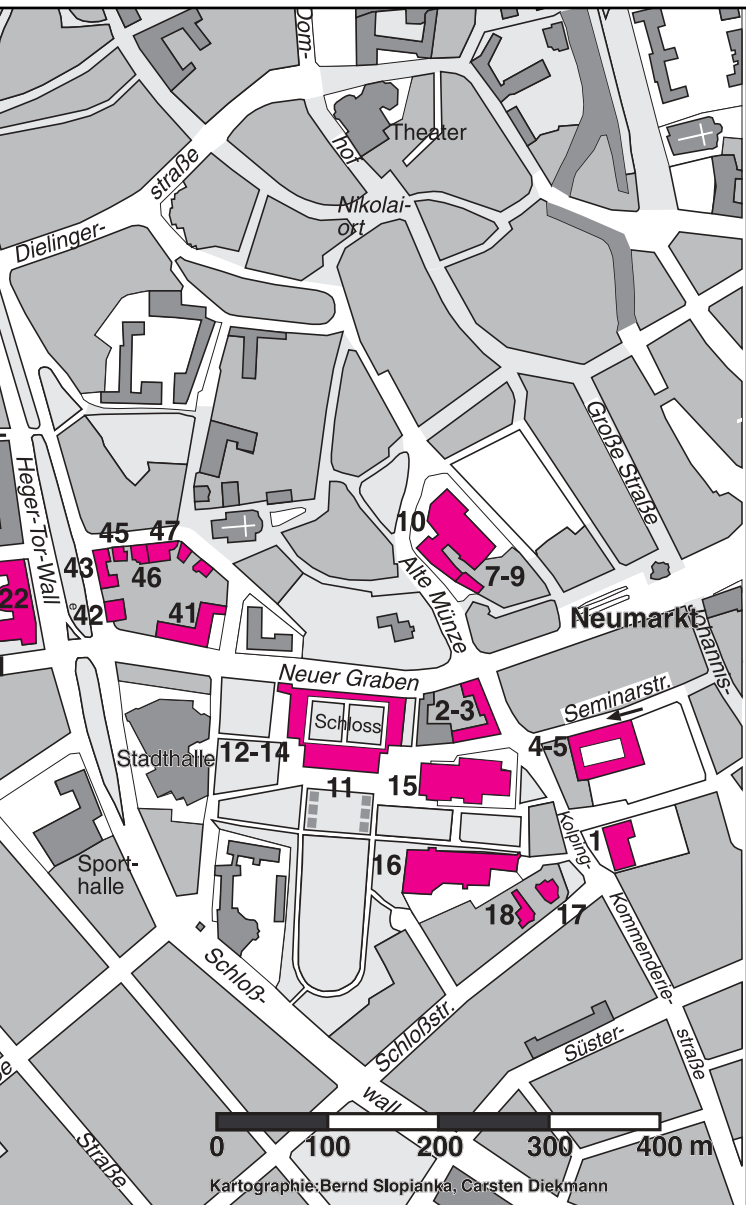 Dom-
hof
Theater
straße
Nikolai-
ort
Dielinger-
Große Straße
Heger-Tor-Wall
45
47
10
43
46
7-9
22
42
e
41
Alte Münze
Neumarkt
Johannis-
Neuer Graben
2-3
Seminarstr.
Schloss
4-5
Stadthalle
12-14
11
15
Kolping-
1
Sport-
halle
16
18
17
Kommenderie-
straße
Schloß-
wall
Schloßstr.
Süster-
Straße
0
100
200
300
400 m
Kartographie:Bernd Slopianka, Carsten Diekmann